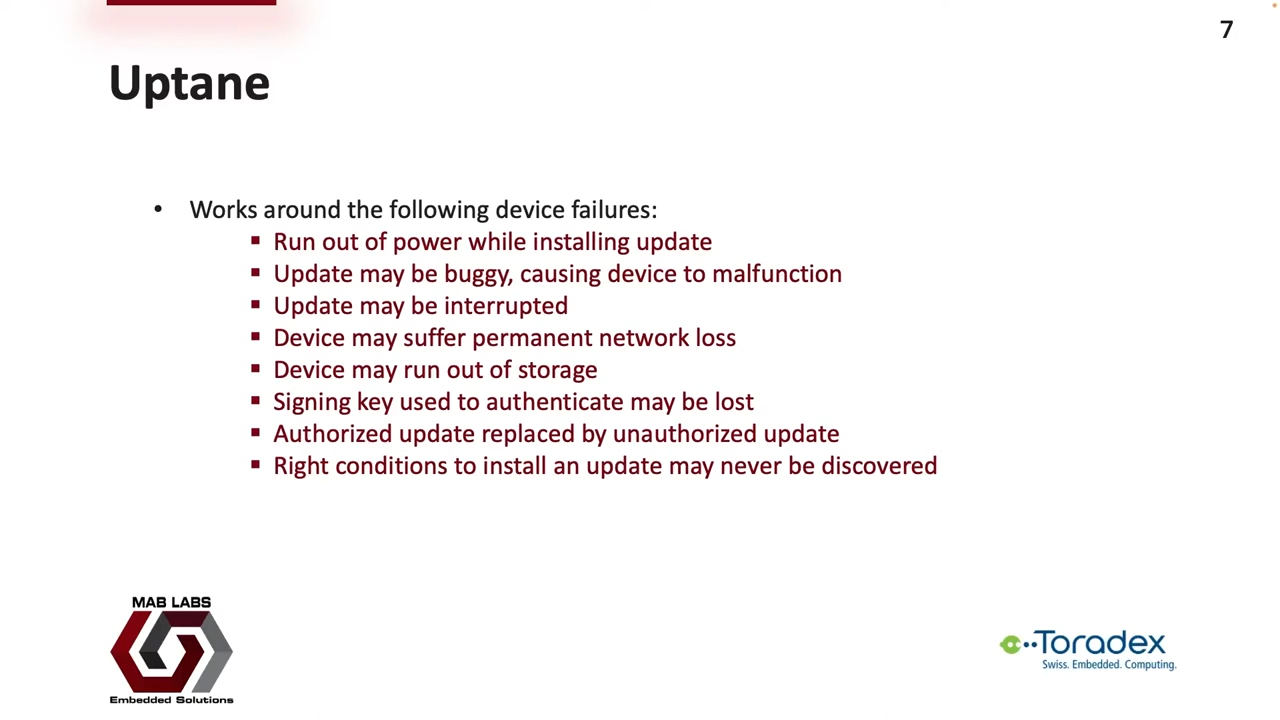 7
Uptane
• Works around the following device failures:
▪ Run out of power while installing update
▪ Update may be buggy, causing device to malfunction
▪ Update may be interrupted
▪ Device may suffer permanent network loss
▪ Device may run out of storage
▪ Signing key used to authenticate may be lost
▪ Authorized update replaced by unauthorized update
▪ Right conditions to install an update may never be discovered
MAB LABS
Embedded Solutions
Toradex
Swiss. Embedded. Computing.